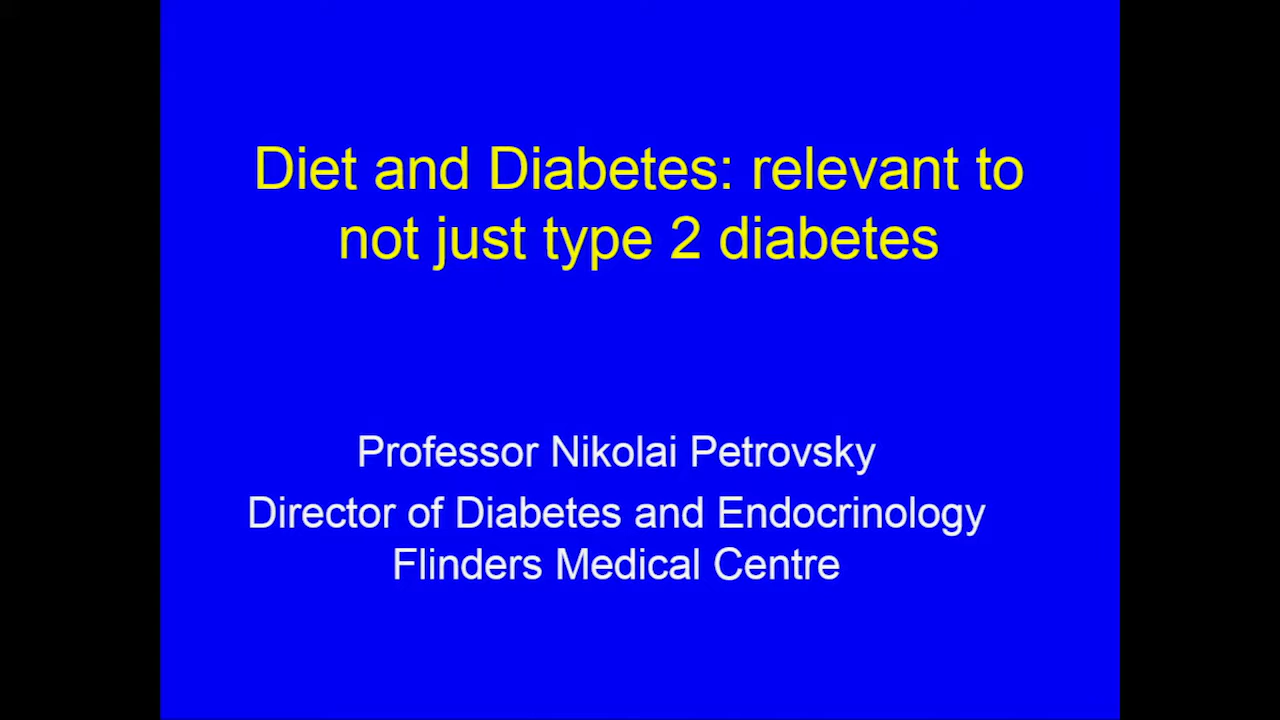 Diet and Diabetes: relevant to
not just type 2 diabetes
Professor Nikolai Petrovsky
Director of Diabetes and Endocrinology
Flinders Medical Centre